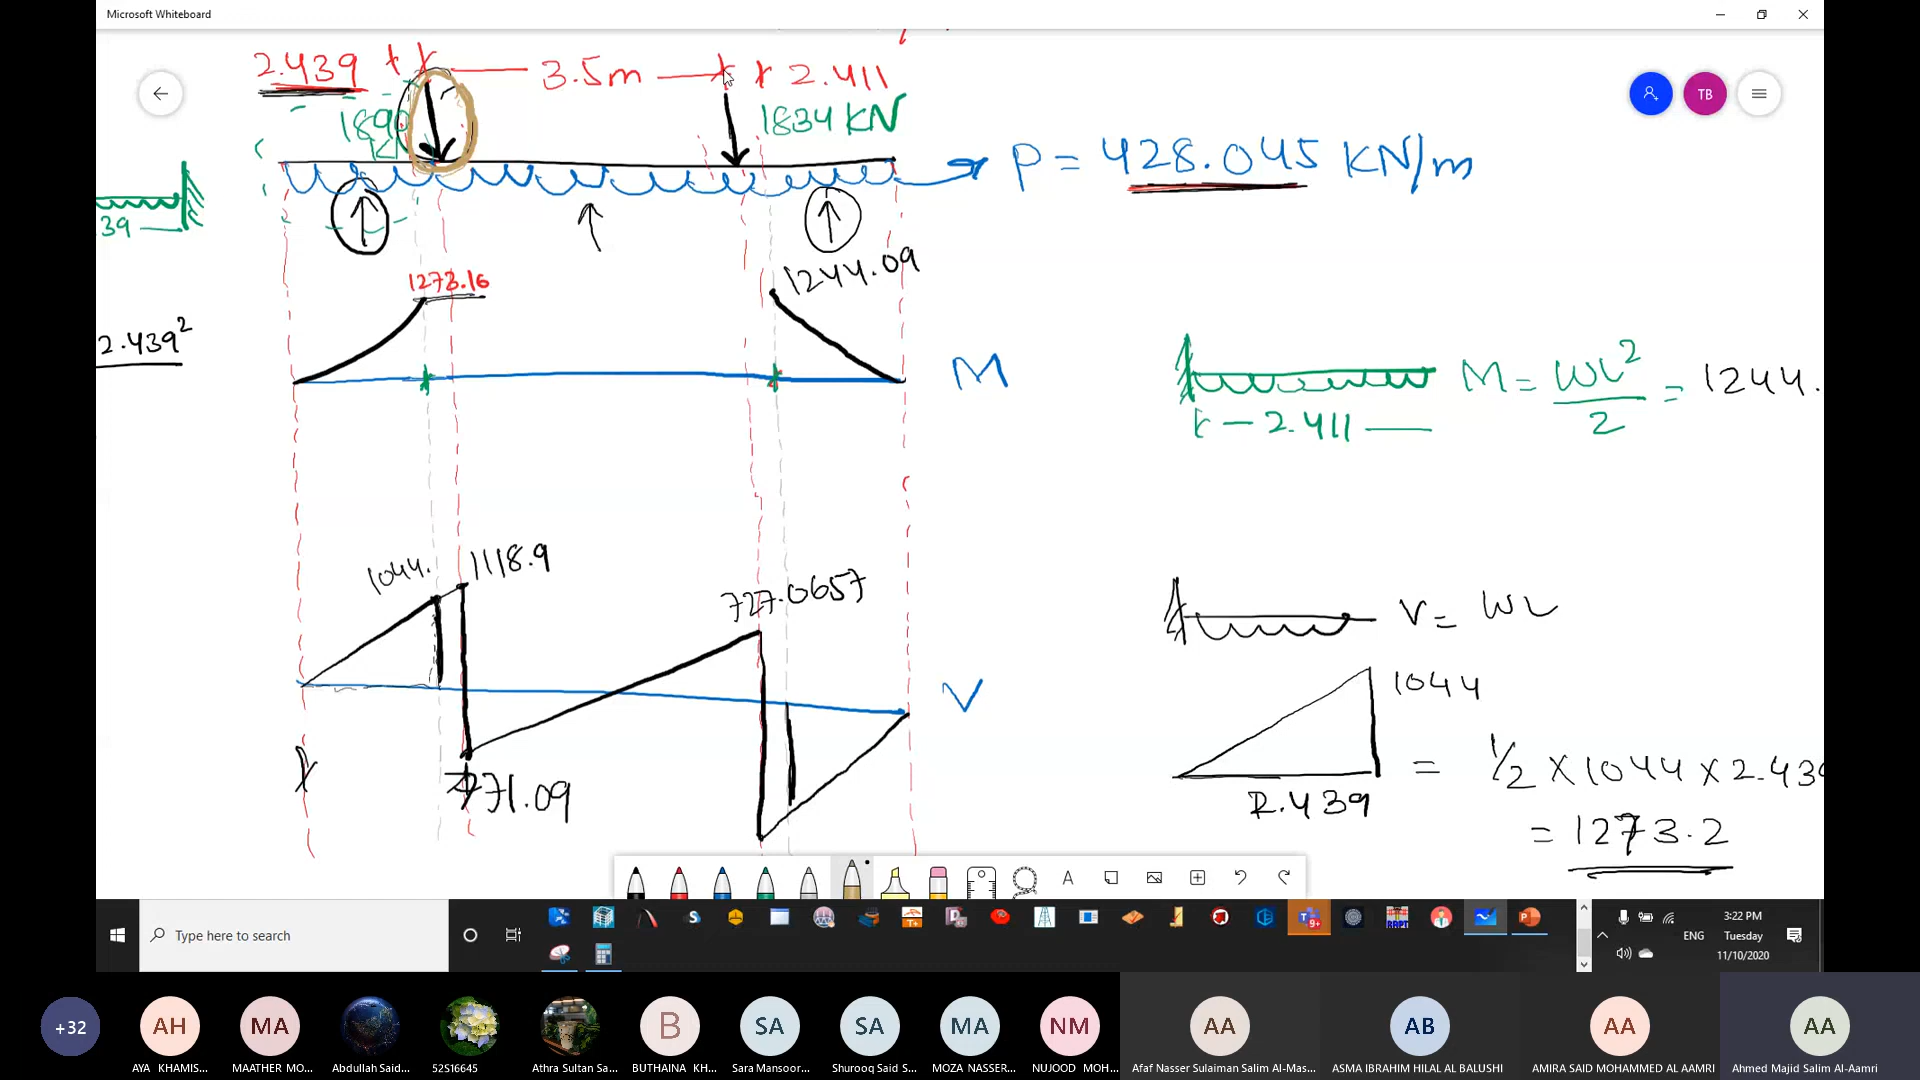 Microsoft Whiteboard
2.439
3.5m
2.411
1890
1834 KN
TB
P = 428.045 KN/m
39
1273.16
1244.09
2.439²
M
M = WL²/2 = 1244.
2.411
1044.
1118.9
727.0657
V = WL
V
1044
771.09
2.439
= 1/2 X 1044 X 2.439
= 1273.2
A
Type here to search
ENG
3:22 PM
Tuesday
11/10/2020
+32
AH
MA
B
SA
SA
MA
NM
AA
AB
AA
AA
AYA KHAMIS...
MAATHER MO...
Abdullah Said...
52S16645
Athra Sultan Sa...
BUTHAINA KH...
Sara Mansoor...
Shurooq Said S...
MOZA NASSER...
NUJOOD MOH...
Afaf Nasser Sulaiman Salim Al-Mas...
ASMA IBRAHIM HILAL AL BALUSHI
AMIRA SAID MOHAMMED AL AAMRI
Ahmed Majid Salim Al-Aamri